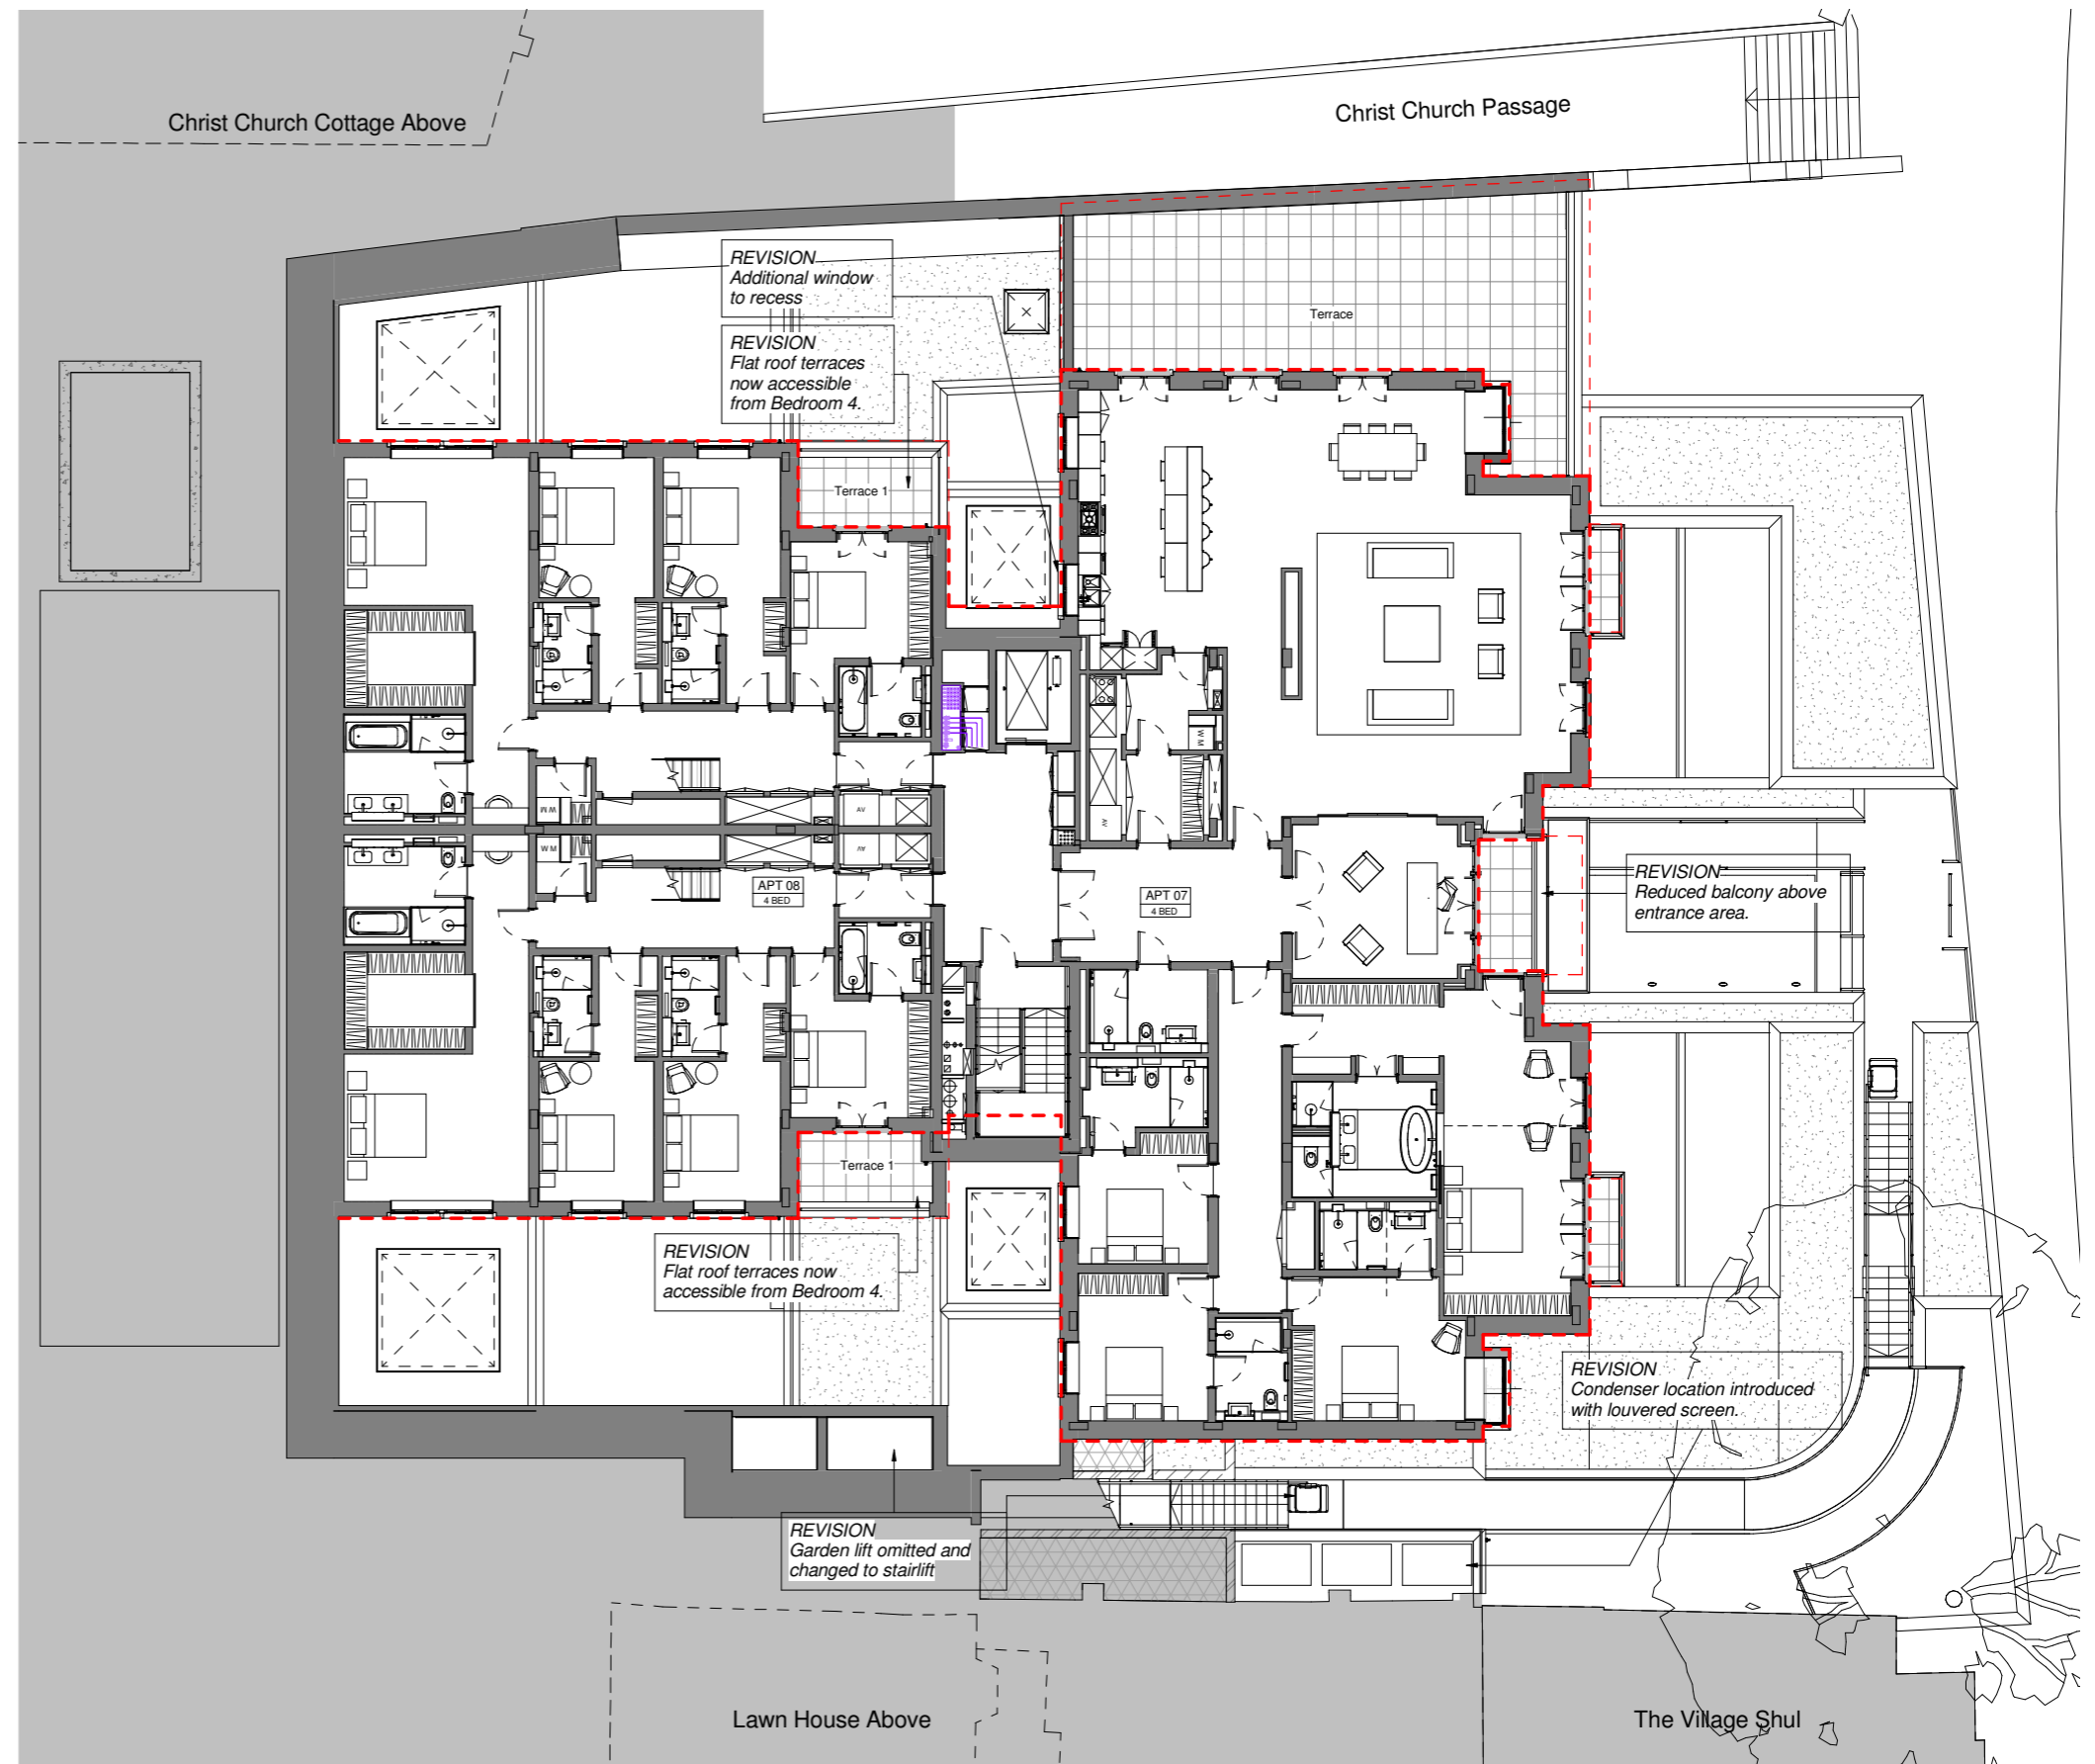 Christ Church Cottage Above
Christ Church Passage
REVISION
Additional window
to recess
REVISION
Flat roof terraces
now accessible
from Bedroom 4.
Terrace
Terrace 1
W M
W M
AV
AV
W M
AV
APT 08
4 BED
APT 07
4 BED
REVISION
Reduced balcony above
entrance area.
Terrace 1
REVISION
Flat roof terraces now
accessible from Bedroom 4.
REVISION
Condenser location introduced
with louvered screen.
REVISION
Garden lift omitted and
changed to stairlift
Lawn House Above
The Village Shul